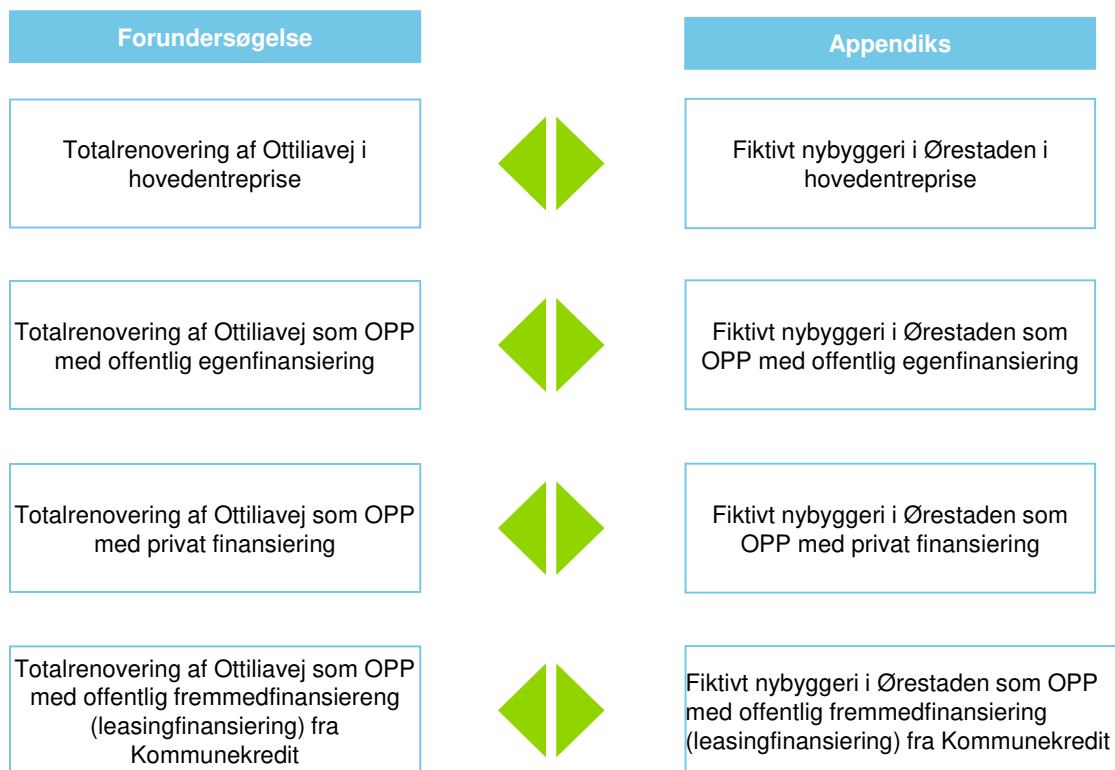 Forundersøgelse
Appendiks
Totalrenovering af Ottiliavej i
hovedentreprise
Fiktivt nybyggeri i Ørestaden i
hovedentreprise
Totalrenovering af Ottiliavej som OPP
med offentlig egenfinansiering
Fiktivt nybyggeri i Ørestaden som
OPP med offentlig egenfinansiering
Totalrenovering af Ottiliavej som OPP
med privat finansiering
Fiktivt nybyggeri i Ørestaden som
OPP med privat finansiering
Totalrenovering af Ottiliavej som OPP
med offentlig fremmedfinansiereng
(leasingfinansiering) fra
Kommunekredit
Fiktivt nybyggeri i Ørestaden som OPP
med offentlig fremmedfinansiering
(leasingfinansiering) fra Kommunekredit